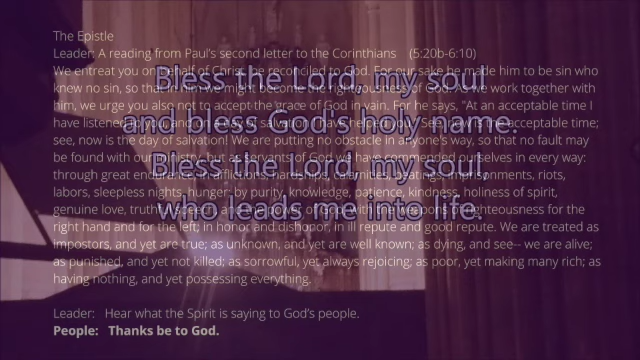 The Epistle
Leader: A reading from Paul's second letter to the Corinthians (5:20b-6:10)
We entreat you on behalf of Christ, be reconciled to God. For our sake he made him to be sin who
knew no sin, so that in him we might become the righteousness of God. As we work together with
him, we urge you also not to accept the grace of God in vain. For he says, "At an acceptable time I
have listened to you, and on a day of salvation I have helped you." See, now is the acceptable time;
see, now is the day of salvation! We are putting no obstacle in anyone's way, so that no fault may
be found with our ministry, but as servants of God we have commended ourselves in every way:
through great endurance, in afflictions, hardships, calamities, beatings, imprisonments, riots,
labors, sleepless nights, hunger; by purity, knowledge, patience, kindness, holiness of spirit,
genuine love, truthful speech, and the power of God; with the weapons of righteousness for the
right hand and for the left; in honor and dishonor, in ill repute and good repute. We are treated as
impostors, and yet are true; as unknown, and yet are well known; as dying, and see-- we are alive;
as punished, and yet not killed; as sorrowful, yet always rejoicing; as poor, yet making many rich; as
having nothing, and yet possessing everything.
Leader: Hear what the Spirit is saying to God's people.
People: Thanks be to God.
Bless the Lord, my soul
and bless God's holy name.
Bless the Lord, my soul,
who leads me into life.